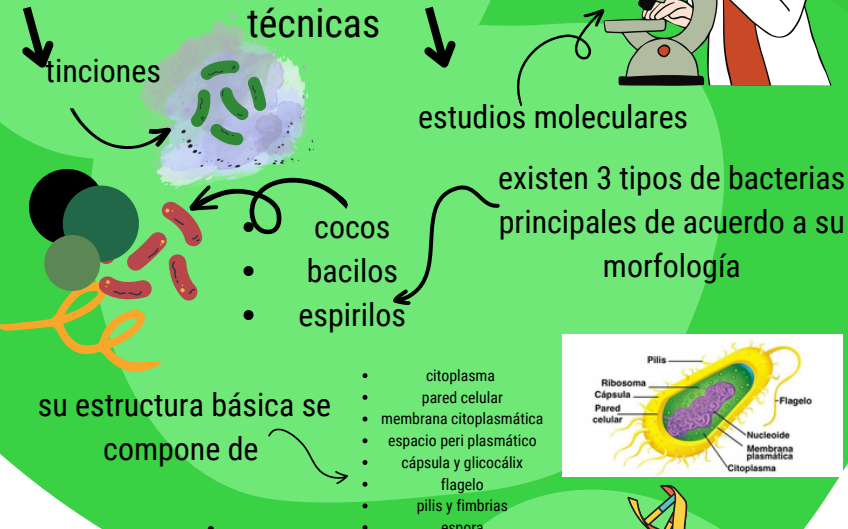 técnicas
tinciones
estudios moleculares
existen 3 tipos de bacterias
principales de acuerdo a su
morfología
• cocos
• bacilos
• espirilos
su estructura básica se
compone de
• citoplasma
• pared celular
• membrana citoplasmática
• espacio peri plasmático
• cápsula y glicocálix
• flagelo
• pilis y fimbrias
• espora
Pilis
Ribosoma
Cápsula
Pared
celular
Flagelo
Nucleoide
Membrana
plasmática
Citoplasma